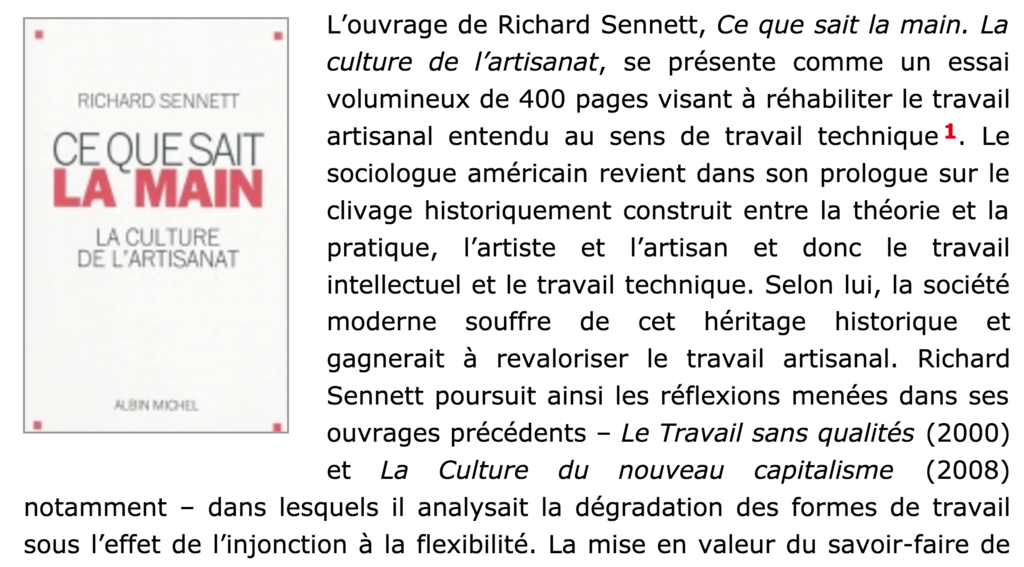 RICHARD SENNETT
CE QUE SAIT
LA MAIN
LA CULTURE
DE L'ARTISANAT
ALBIN MICHEL
L’ouvrage de Richard Sennett, Ce que sait la main. La
culture de l’artisanat, se présente comme un essai
volumineux de 400 pages visant à réhabiliter le travail
artisanal entendu au sens de travail technique1. Le
sociologue américain revient dans son prologue sur le
clivage historiquement construit entre la théorie et la
pratique, l’artiste et l’artisan et donc le travail
intellectuel et le travail technique. Selon lui, la société
moderne souffre de cet héritage historique et
gagnerait à revaloriser le travail artisanal. Richard
Sennett poursuit ainsi les réflexions menées dans ses
ouvrages précédents – Le Travail sans qualités (2000)
et La Culture du nouveau capitalisme (2008)
notamment – dans lesquels il analysait la dégradation des formes de travail
sous l’effet de l’injonction à la flexibilité. La mise en valeur du savoir-faire de